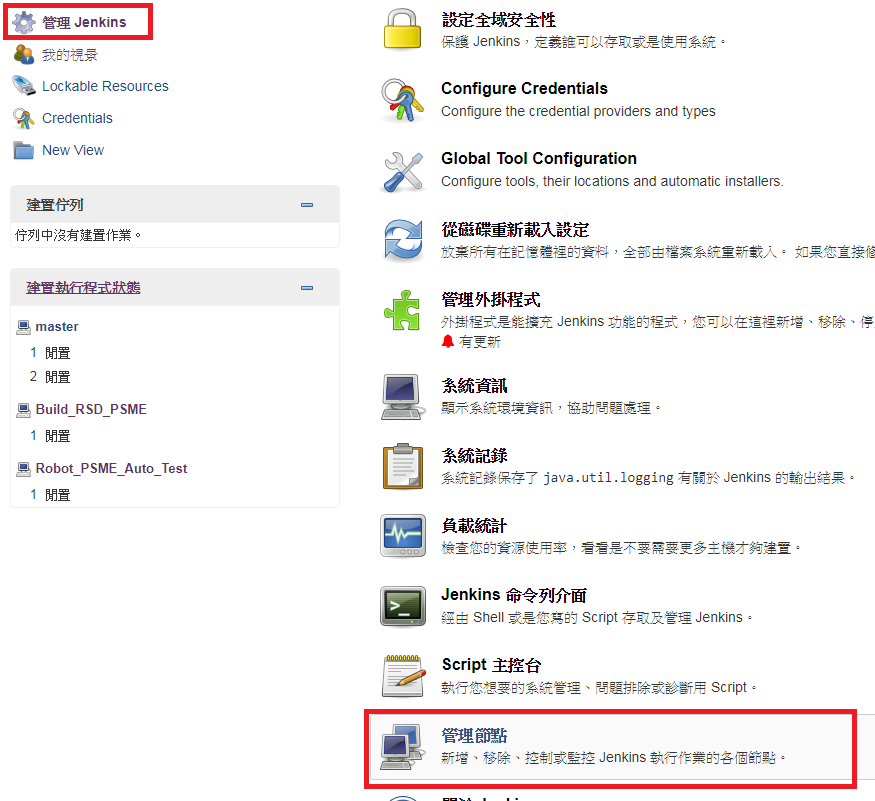 管理 Jenkins
我的視景
Lockable Resources
Credentials
New View
建置佇列
佇列中沒有建置作業。
建置執行程式狀態
master
1 閒置
2 閒置
Build_RSD_PSME
1 閒置
Robot_PSME_Auto_Test
1 閒置
設定全域安全性
保護 Jenkins，定義誰可以存取或是使用系統。
Configure Credentials
Configure the credential providers and types
Global Tool Configuration
Configure tools, their locations and automatic installers.
從磁碟重新載入設定
放棄所有在記憶體裡的資料，全部由檔案系統重新載入。 如果您直接修
管理外掛程式
外掛程式是能擴充 Jenkins 功能的程式，您可以在這裡新增、移除、停
有更新
系統資訊
顯示系統環境資訊，協助問題處理。
系統記錄
系統記錄保存了 java.util.logging 有關於 Jenkins 的輸出結果。
負載統計
檢查您的資源使用率，看看是不要需要更多主機才夠建置。
Jenkins 命令列介面
經由 Shell 或是您寫的 Script 存取及管理 Jenkins。
Script 主控台
執行您想要的系統管理、問題排除或診斷用 Script。
管理節點
新增、移除、控制或監控 Jenkins 執行作業的各個節點。